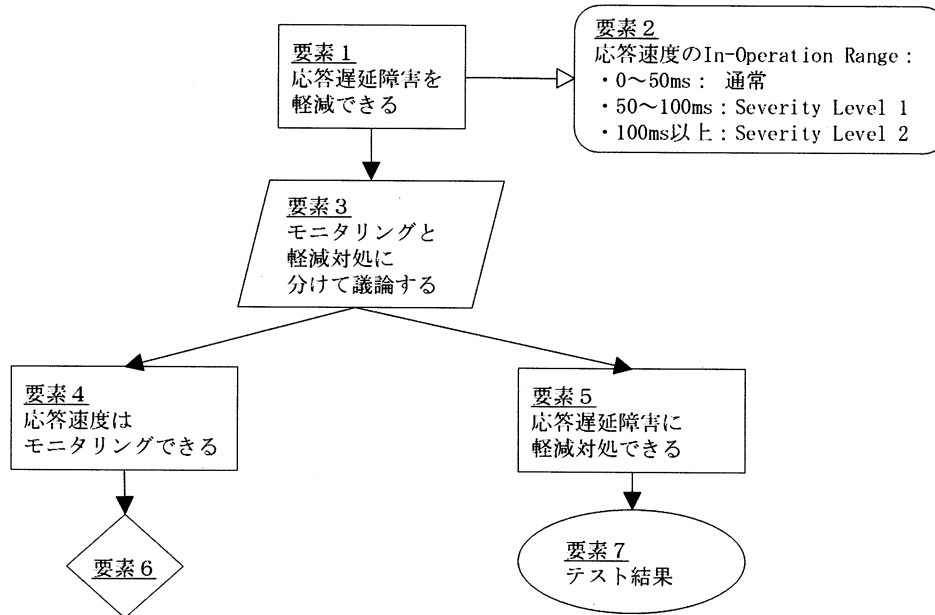 要素1
応答遅延障害を
軽減できる
要素2
応答速度のIn-Operation Range：
・0～50ms： 通常
・50～100ms：Severity Level 1
・100ms以上：Severity Level 2
要素3
モニタリングと
軽減対処に
分けて議論する
要素4
応答速度は
モニタリングできる
要素5
応答遅延障害に
軽減対処できる
要素6
要素7
テスト結果